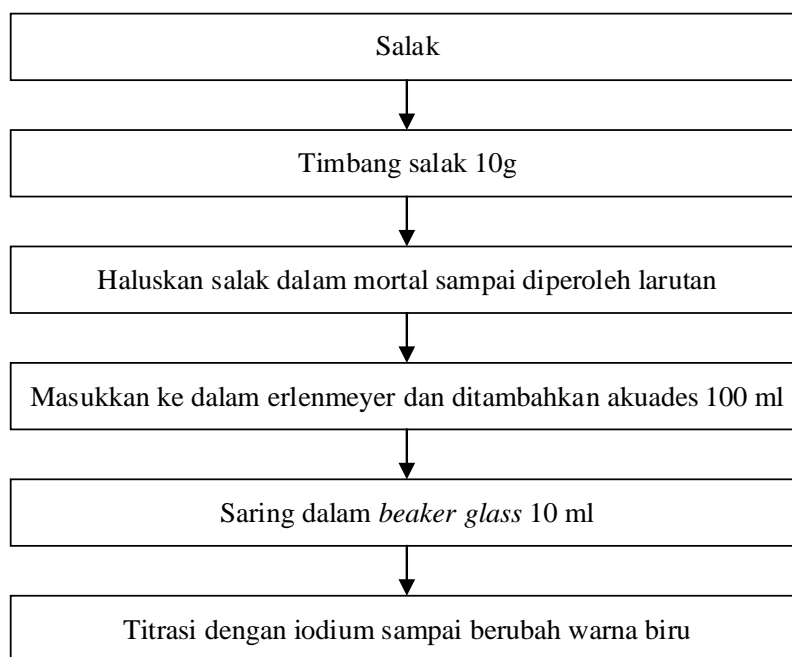 Salak
Timbang salak 10g
Haluskan salak dalam mortal sampai diperoleh larutan
Masukkan ke dalam erlenmeyer dan ditambahkan akuades 100 ml
Saring dalam beaker glass 10 ml
Titrasi dengan iodium sampai berubah warna biru